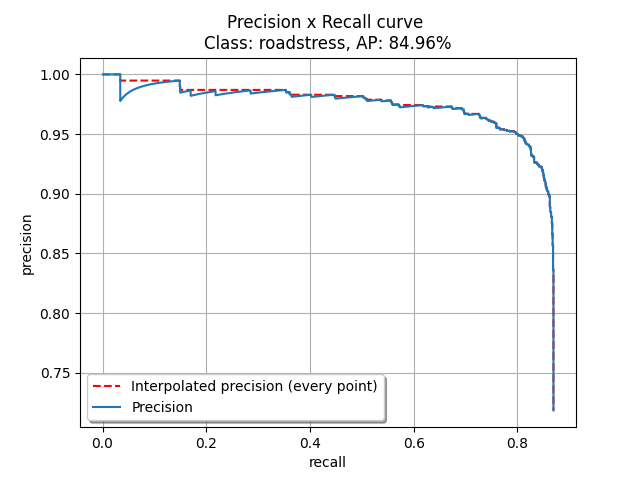 Precision x Recall curve
Class: roadstress, AP: 84.96%
1.00
0.95
0.90
0.85
0.80
0.75
precision
Interpolated precision (every point)
Precision
0.0 0.2 0.4 0.6 0.8
recall